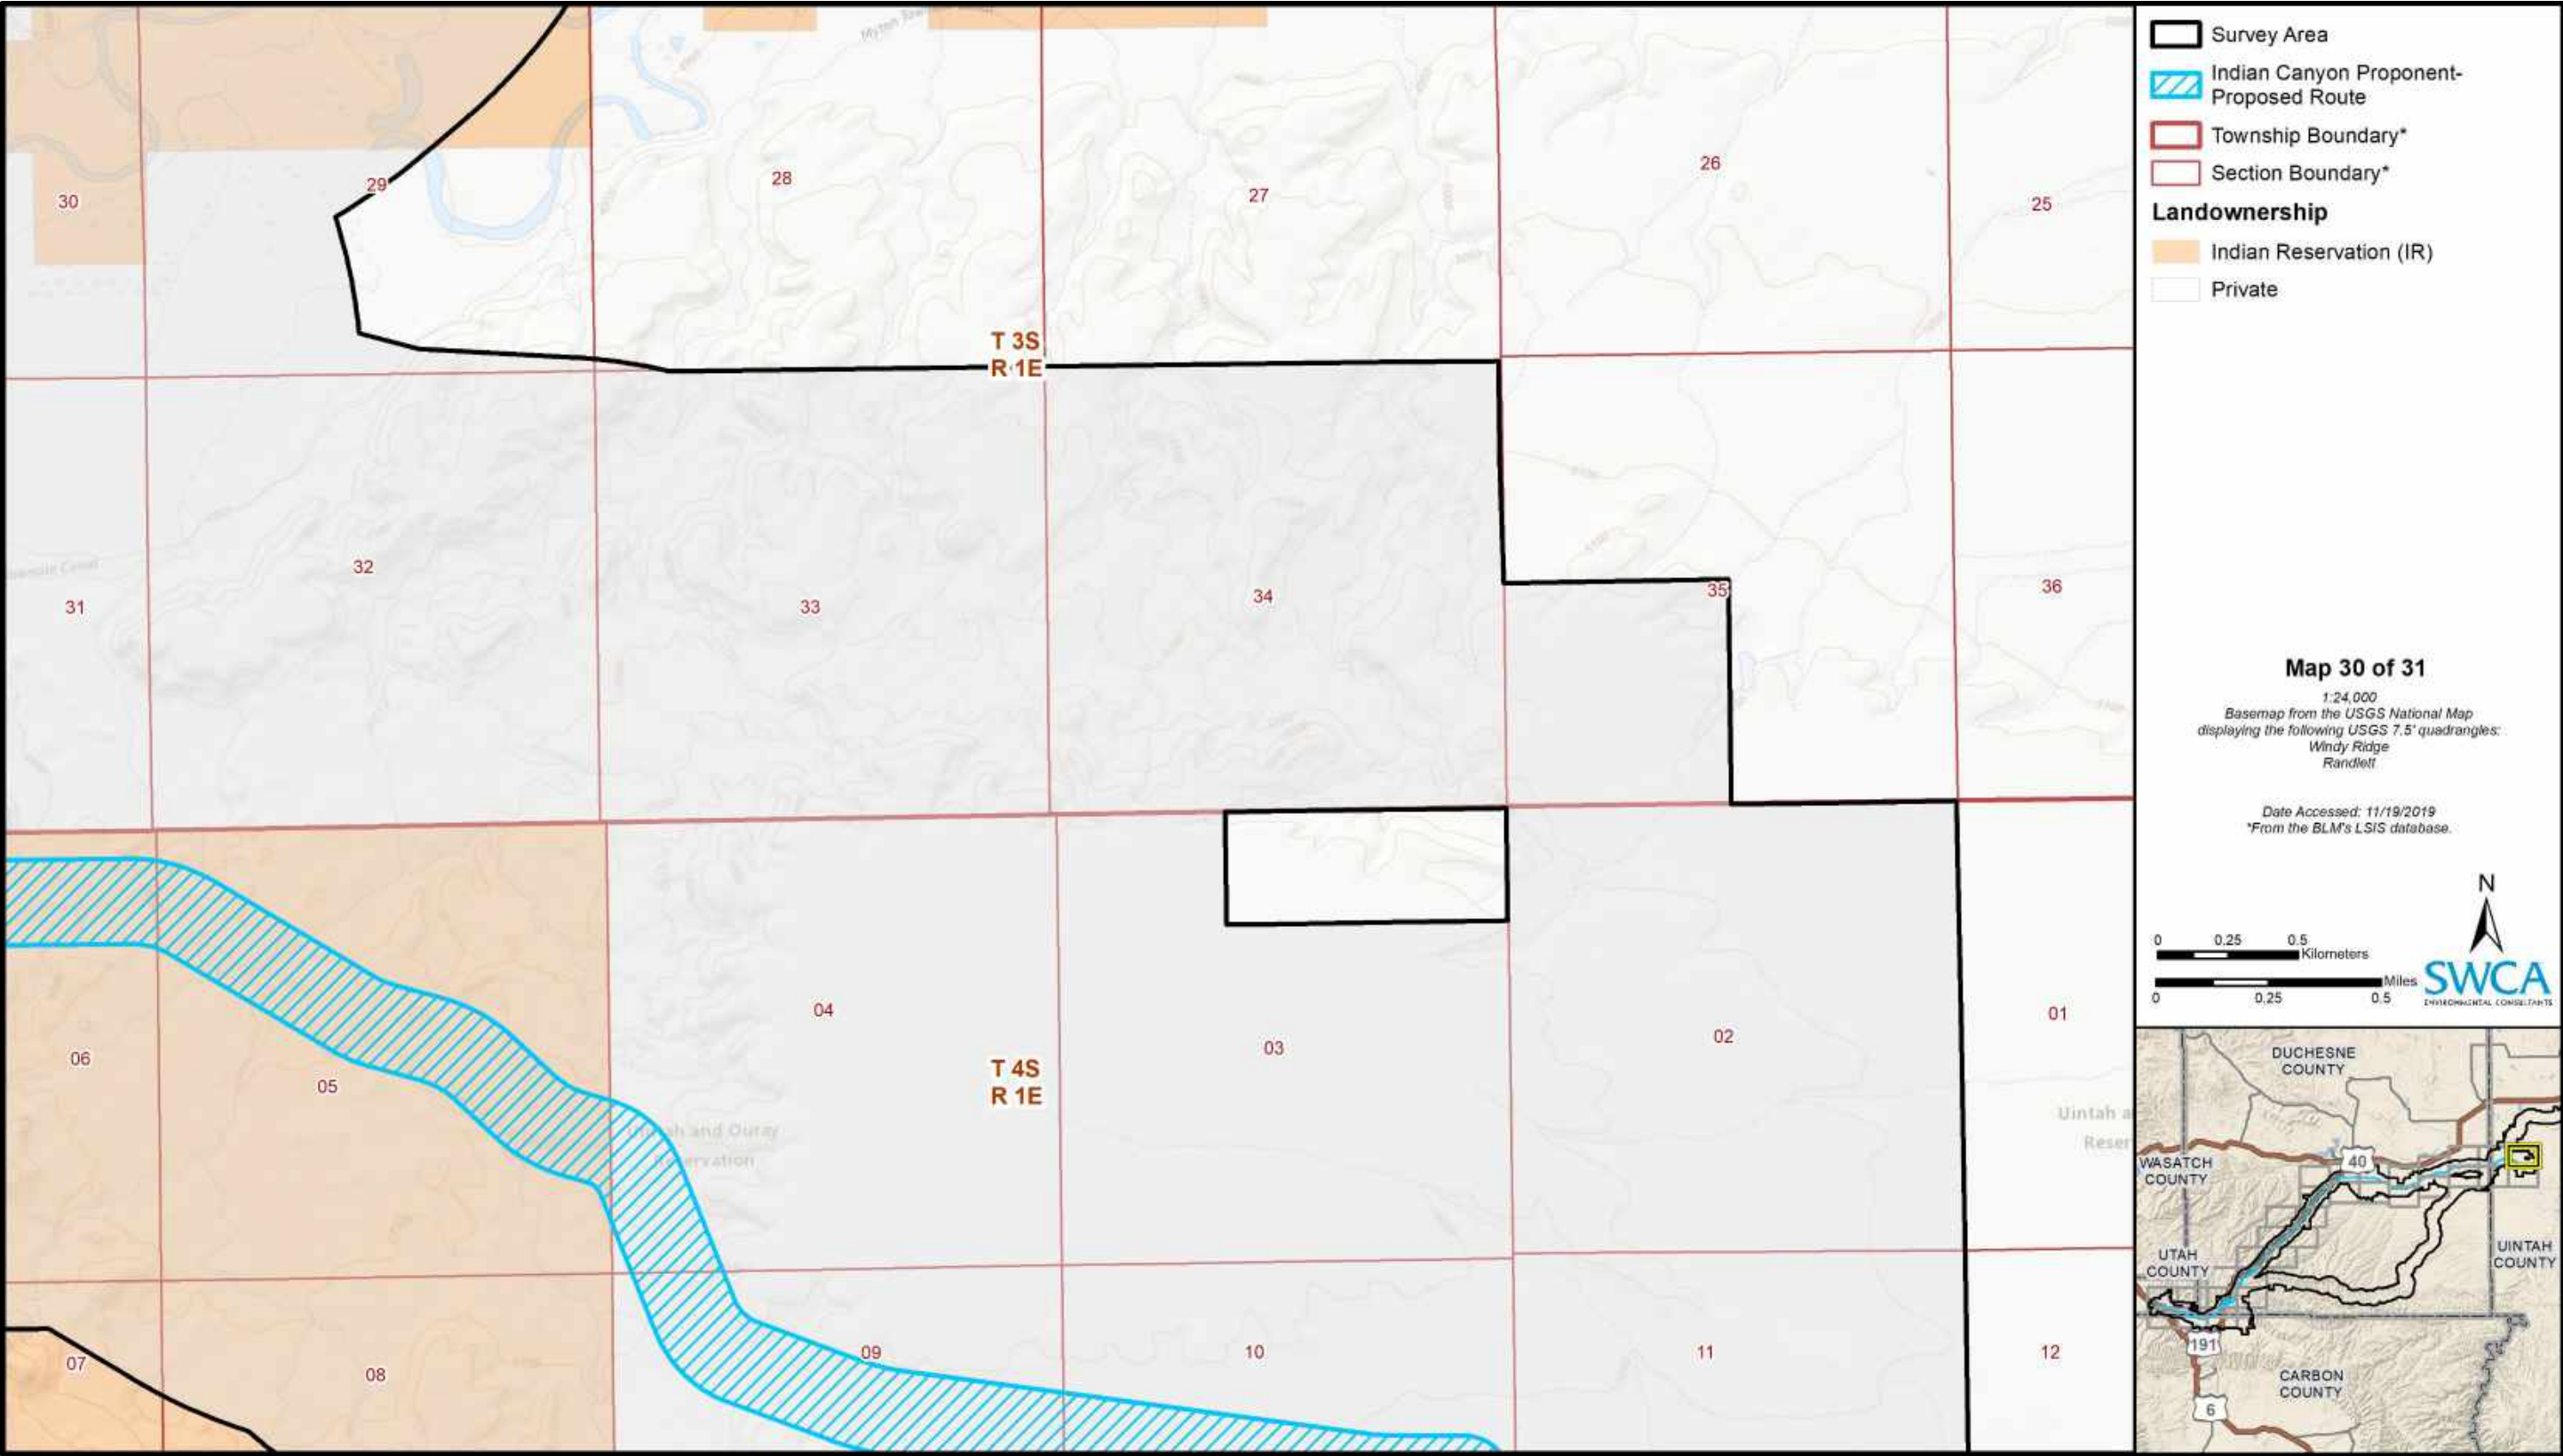 Survey Area
Indian Canyon Proponent-
Proposed Route
Township Boundary*
Section Boundary*
Landownership
Indian Reservation (IR)
Private
Map 30 of 31
1:24,000
Basemap from the USGS National Map
displaying the following USGS 7.5' quadrangles:
Windy Ridge
Randlett
Date Accessed: 11/19/2019
*From the BLM's LSIS database.
N
0 0.25 0.5
Kilometers
Miles
0 0.25 0.5
SWCA
ENVIRONMENTAL CONSULTANTS
30
29
28
27
26
25
T 3S
R 1E
31
32
33
34
35
36
06
05
04
03
02
01
T 4S
R 1E
Uintah and Ouray
Reservation
Uintah a
Reser
07
08
09
10
11
12
DUCHESNE
COUNTY
WASATCH
COUNTY
40
UTAH
COUNTY
UINTAH
COUNTY
191
CARBON
COUNTY
6